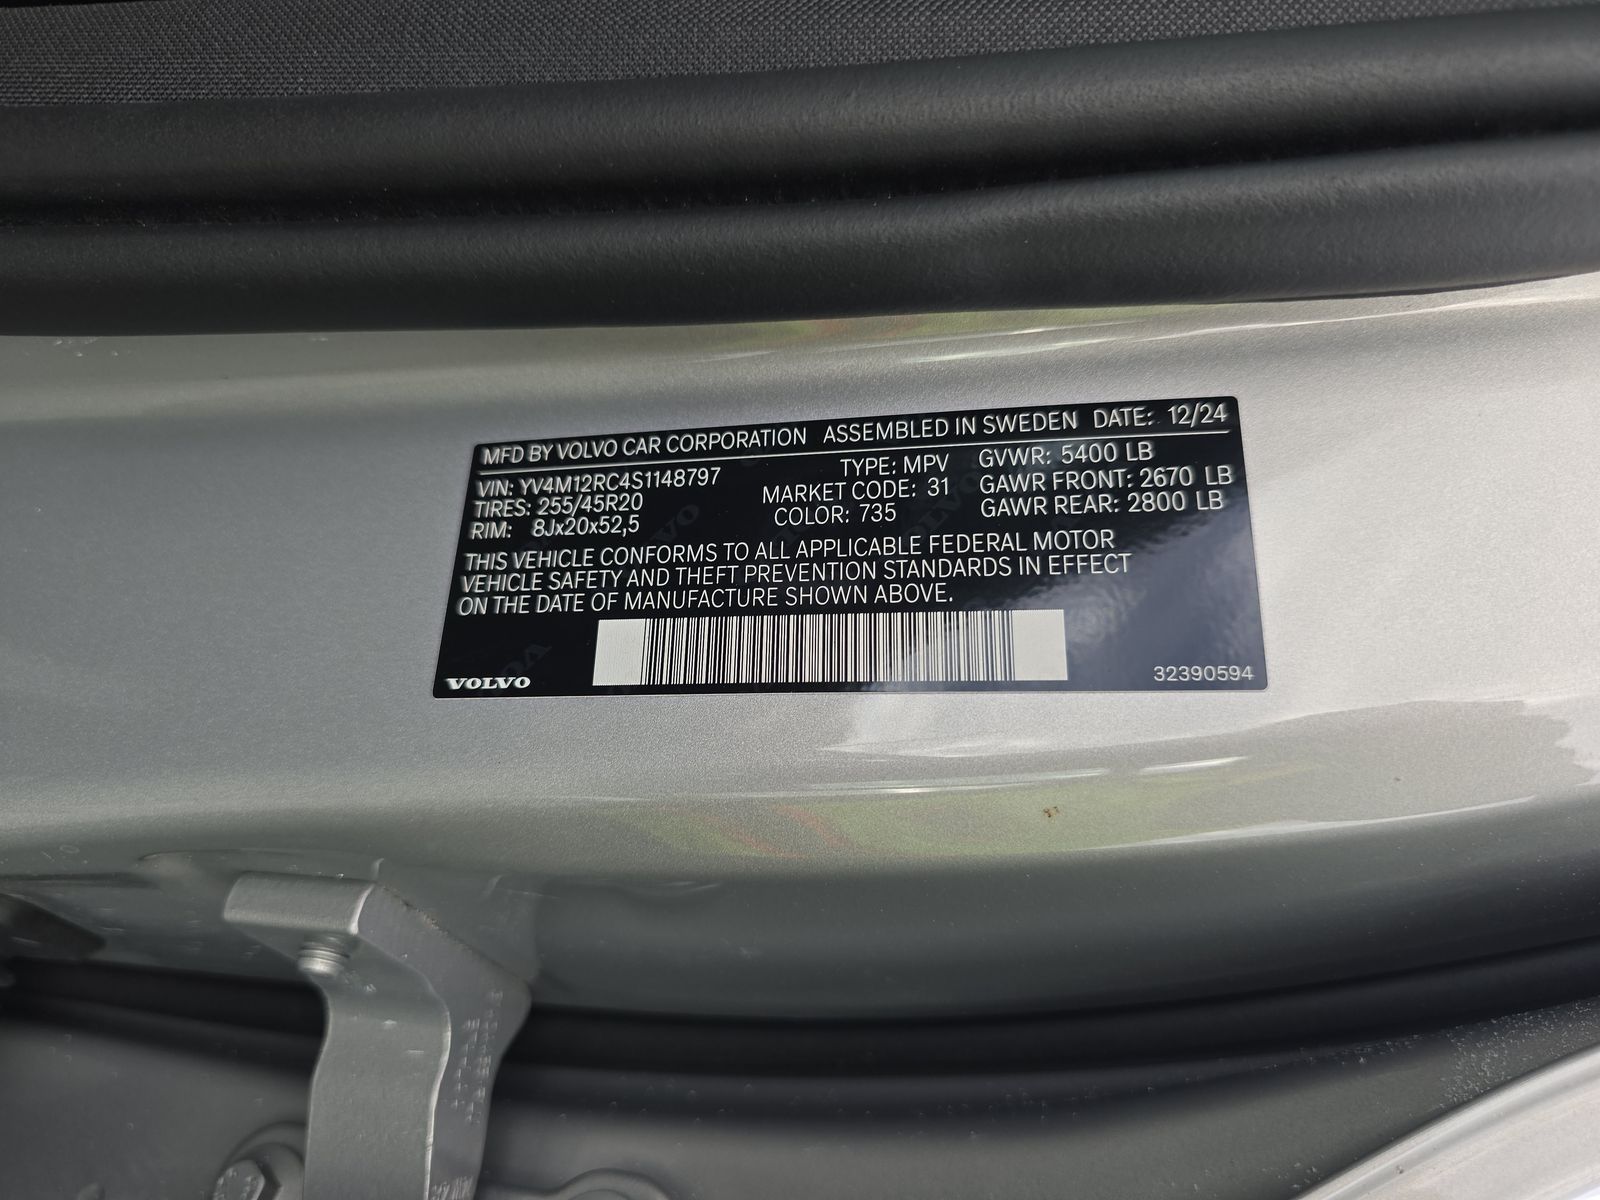 MFD BY VOLVO CAR CORPORATION ASSEMBLED IN SWEDEN DATE: 12/24
VIN: YV4M12RC4S1148797 TYPE: MPV GVWR: 5400 LB
TIRES: 255/45R20 MARKET CODE: 31 GAWR FRONT: 2670 LB
RIM: 8Jx20x52,5 COLOR: 735 GAWR REAR: 2800 LB
THIS VEHICLE CONFORMS TO ALL APPLICABLE FEDERAL MOTOR
VEHICLE SAFETY AND THEFT PREVENTION STANDARDS IN EFFECT
ON THE DATE OF MANUFACTURE SHOWN ABOVE.
VOLVO 32390594